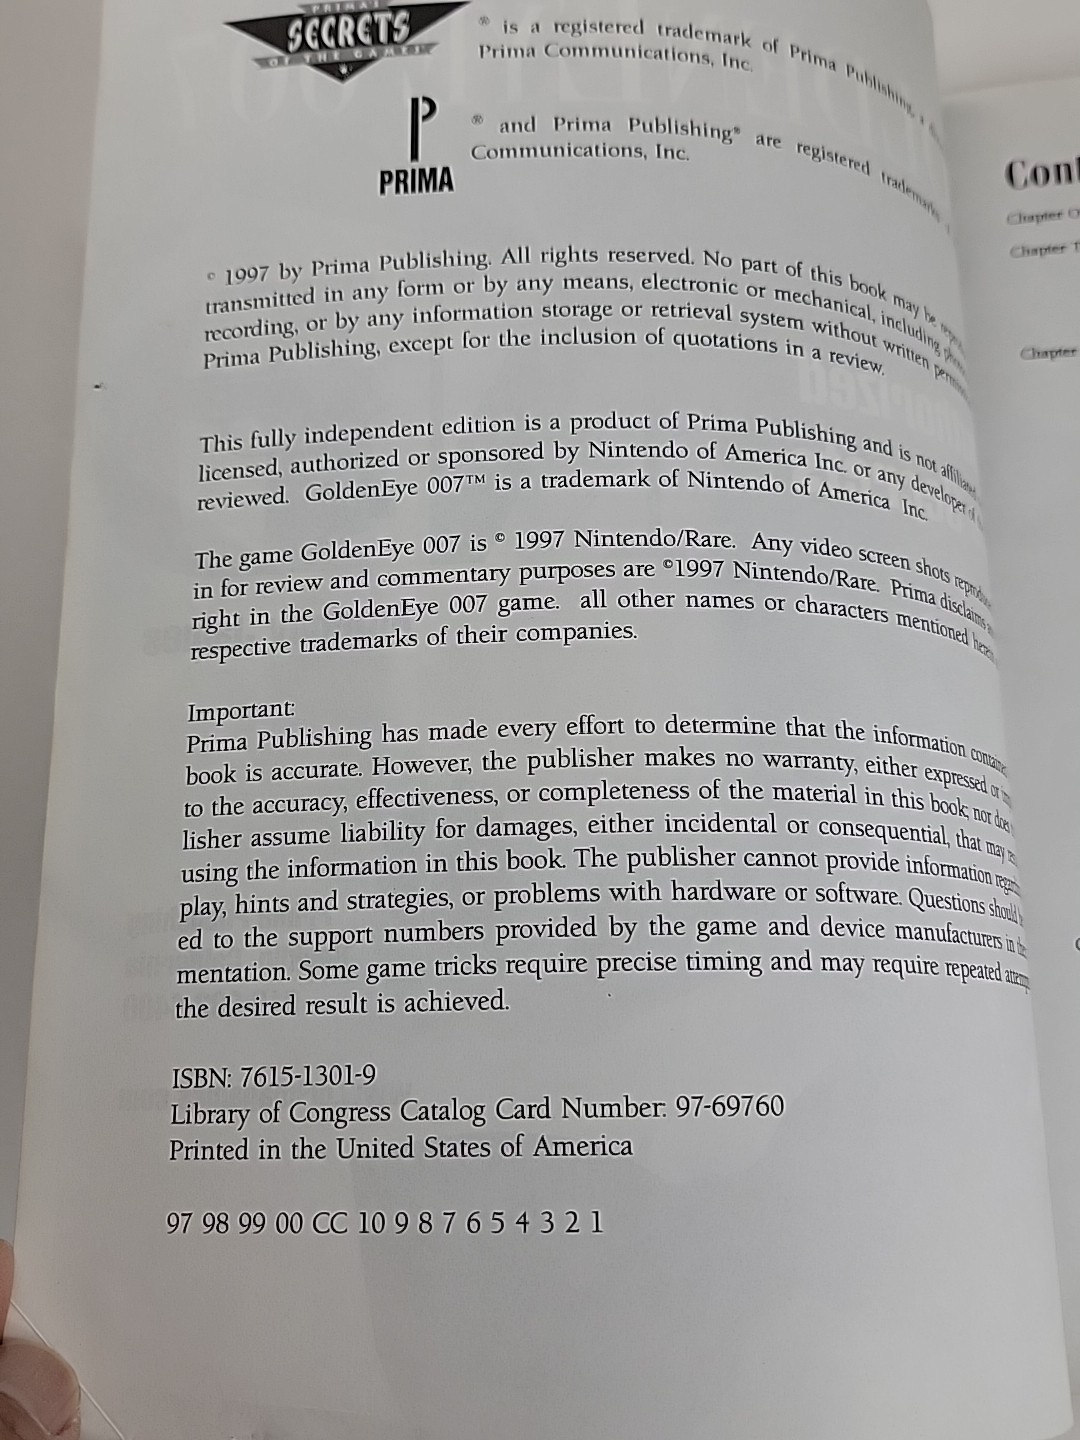 PRIMA'S
SECRETS
OF THE GAMES
® is a registered trademark of Prima Publishing, a
Prima Communications, Inc.
P
PRIMA
® and Prima Publishing® are registered trademarks
Communications, Inc.
© 1997 by Prima Publishing. All rights reserved. No part of this book may be
transmitted in any form or by any means, electronic or mechanical, including
recording, or by any information storage or retrieval system without written
Prima Publishing, except for the inclusion of quotations in a review.
This fully independent edition is a product of Prima Publishing and is not
licensed, authorized or sponsored by Nintendo of America Inc. or any developer of
reviewed. GoldenEye 007™ is a trademark of Nintendo of America Inc.
The game GoldenEye 007 is © 1997 Nintendo/Rare. Any video screen shots
in for review and commentary purposes are ©1997 Nintendo/Rare. Prima disclaims
right in the GoldenEye 007 game. all other names or characters mentioned
respective trademarks of their companies.
Important:
Prima Publishing has made every effort to determine that the information
book is accurate. However, the publisher makes no warranty, either expressed or
to the accuracy, effectiveness, or completeness of the material in this book; nor does
lisher assume liability for damages, either incidental or consequential, that may
using the information in this book. The publisher cannot provide information
play, hints and strategies, or problems with hardware or software. Questions should
ed to the support numbers provided by the game and device manufacturers in
mentation. Some game tricks require precise timing and may require repeated
the desired result is achieved.
ISBN: 7615-1301-9
Library of Congress Catalog Card Number: 97-69760
Printed in the United States of America
97 98 99 00 CC 10 9 8 7 6 5 4 3 2 1
Cont
Chapter O
Chapter T
Chapter